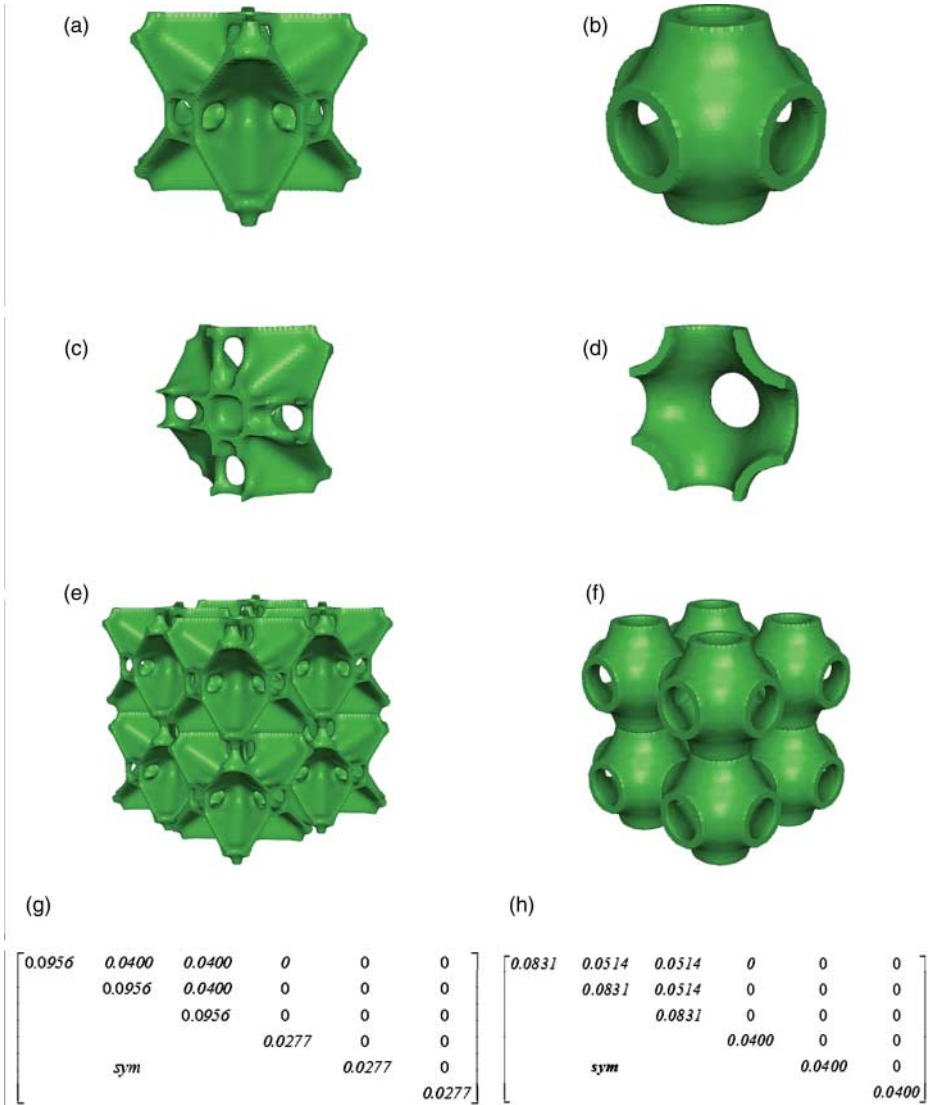 (a) (b)
(c) (d)
(e) (f)
(g) (h)
0.0956 0.0400 0.0400 0 0 0
0.0956 0.0400 0 0 0
0.0956 0 0 0
0.0277 0 0
sym 0.0277 0
0.0277
0.0831 0.0514 0.0514 0 0 0
0.0831 0.0514 0 0 0
0.0831 0 0 0
0.0400 0 0
sym 0.0400 0
0.0400